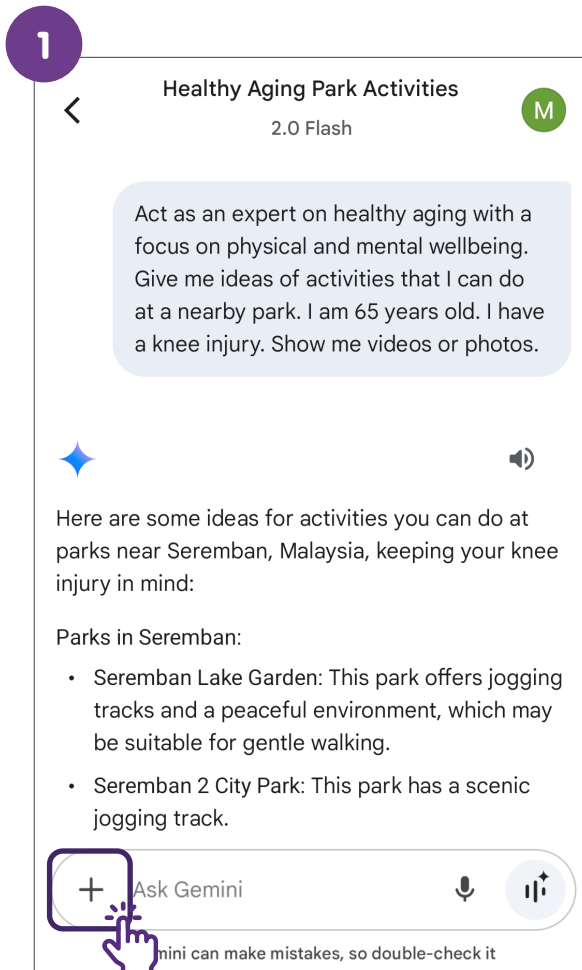 1
Healthy Aging Park Activities
2.0 Flash
M
Act as an expert on healthy aging with a
focus on physical and mental wellbeing.
Give me ideas of activities that I can do
at a nearby park. I am 65 years old. I have
a knee injury. Show me videos or photos.
Here are some ideas for activities you can do at
parks near Seremban, Malaysia, keeping your knee
injury in mind:
Parks in Seremban:
• Seremban Lake Garden: This park offers jogging
tracks and a peaceful environment, which may
be suitable for gentle walking.
• Seremban 2 City Park: This park has a scenic
jogging track.
Ask Gemini
mini can make mistakes, so double-check it